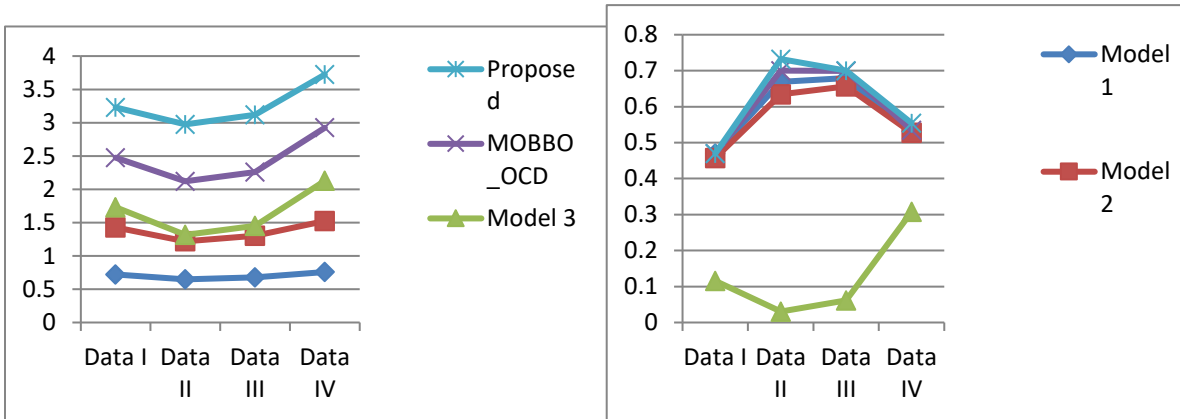 4
3.5
3
2.5
2
1.5
1
0.5
0
Data I Data Data Data
II III IV
Propose
d
MOBBO
_OCD
Model 3
0.8
0.7
0.6
0.5
0.4
0.3
0.2
0.1
0
Data I Data Data Data
II III IV
Model
1
Model
2